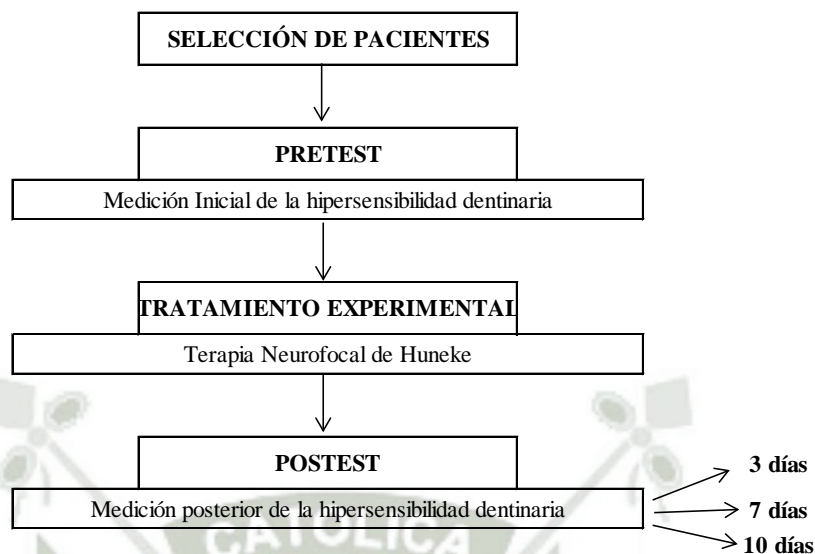 SELECCIÓN DE PACIENTES
PRETEST
Medición Inicial de la hipersensibilidad dentinaria
TRATAMIENTO EXPERIMENTAL
Terapia Neurofocal de Huneke
POSTEST
Medición posterior de la hipersensibilidad dentinaria
3 días
7 días
10 días
CATOLICA